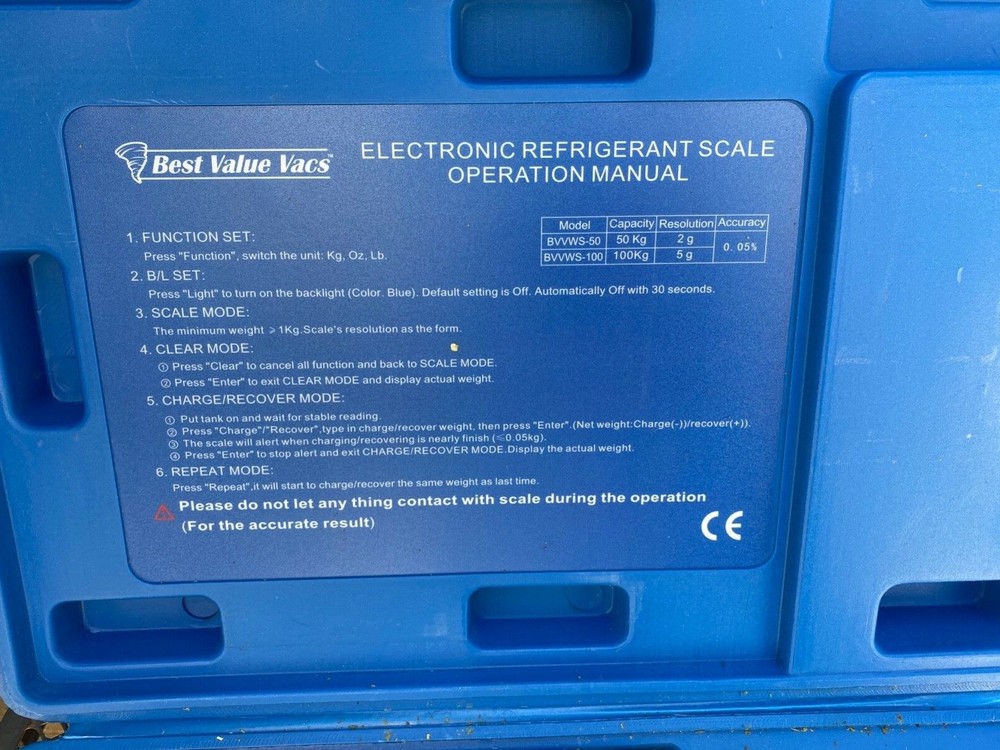 Best Value Vacs™
ELECTRONIC REFRIGERANT SCALE
OPERATION MANUAL
Model Capacity Resolution Accuracy
BVVWS-50 50 Kg 2 g 0. 05%
BVVWS-100 100Kg 5 g
1. FUNCTION SET:
Press "Function", switch the unit: Kg, Oz, Lb.
2. B/L SET:
Press "Light" to turn on the backlight (Color. Blue). Default setting is Off. Automatically Off with 30 seconds.
3. SCALE MODE:
The minimum weight ≥1Kg.Scale's resolution as the form.
4. CLEAR MODE:
① Press "Clear" to cancel all function and back to SCALE MODE.
② Press "Enter" to exit CLEAR MODE and display actual weight.
5. CHARGE/RECOVER MODE:
① Put tank on and wait for stable reading.
② Press "Charge"/"Recover",type in charge/recover weight, then press "Enter".(Net weight:Charge(-))/recover(+)).
③ The scale will alert when charging/recovering is nearly finish (≤0.05kg).
④ Press "Enter" to stop alert and exit CHARGE/RECOVER MODE.Display the actual weight.
6. REPEAT MODE:
Press "Repeat",it will start to charge/recover the same weight as last time.
⚠ Please do not let any thing contact with scale during the operation
(For the accurate result)
CE